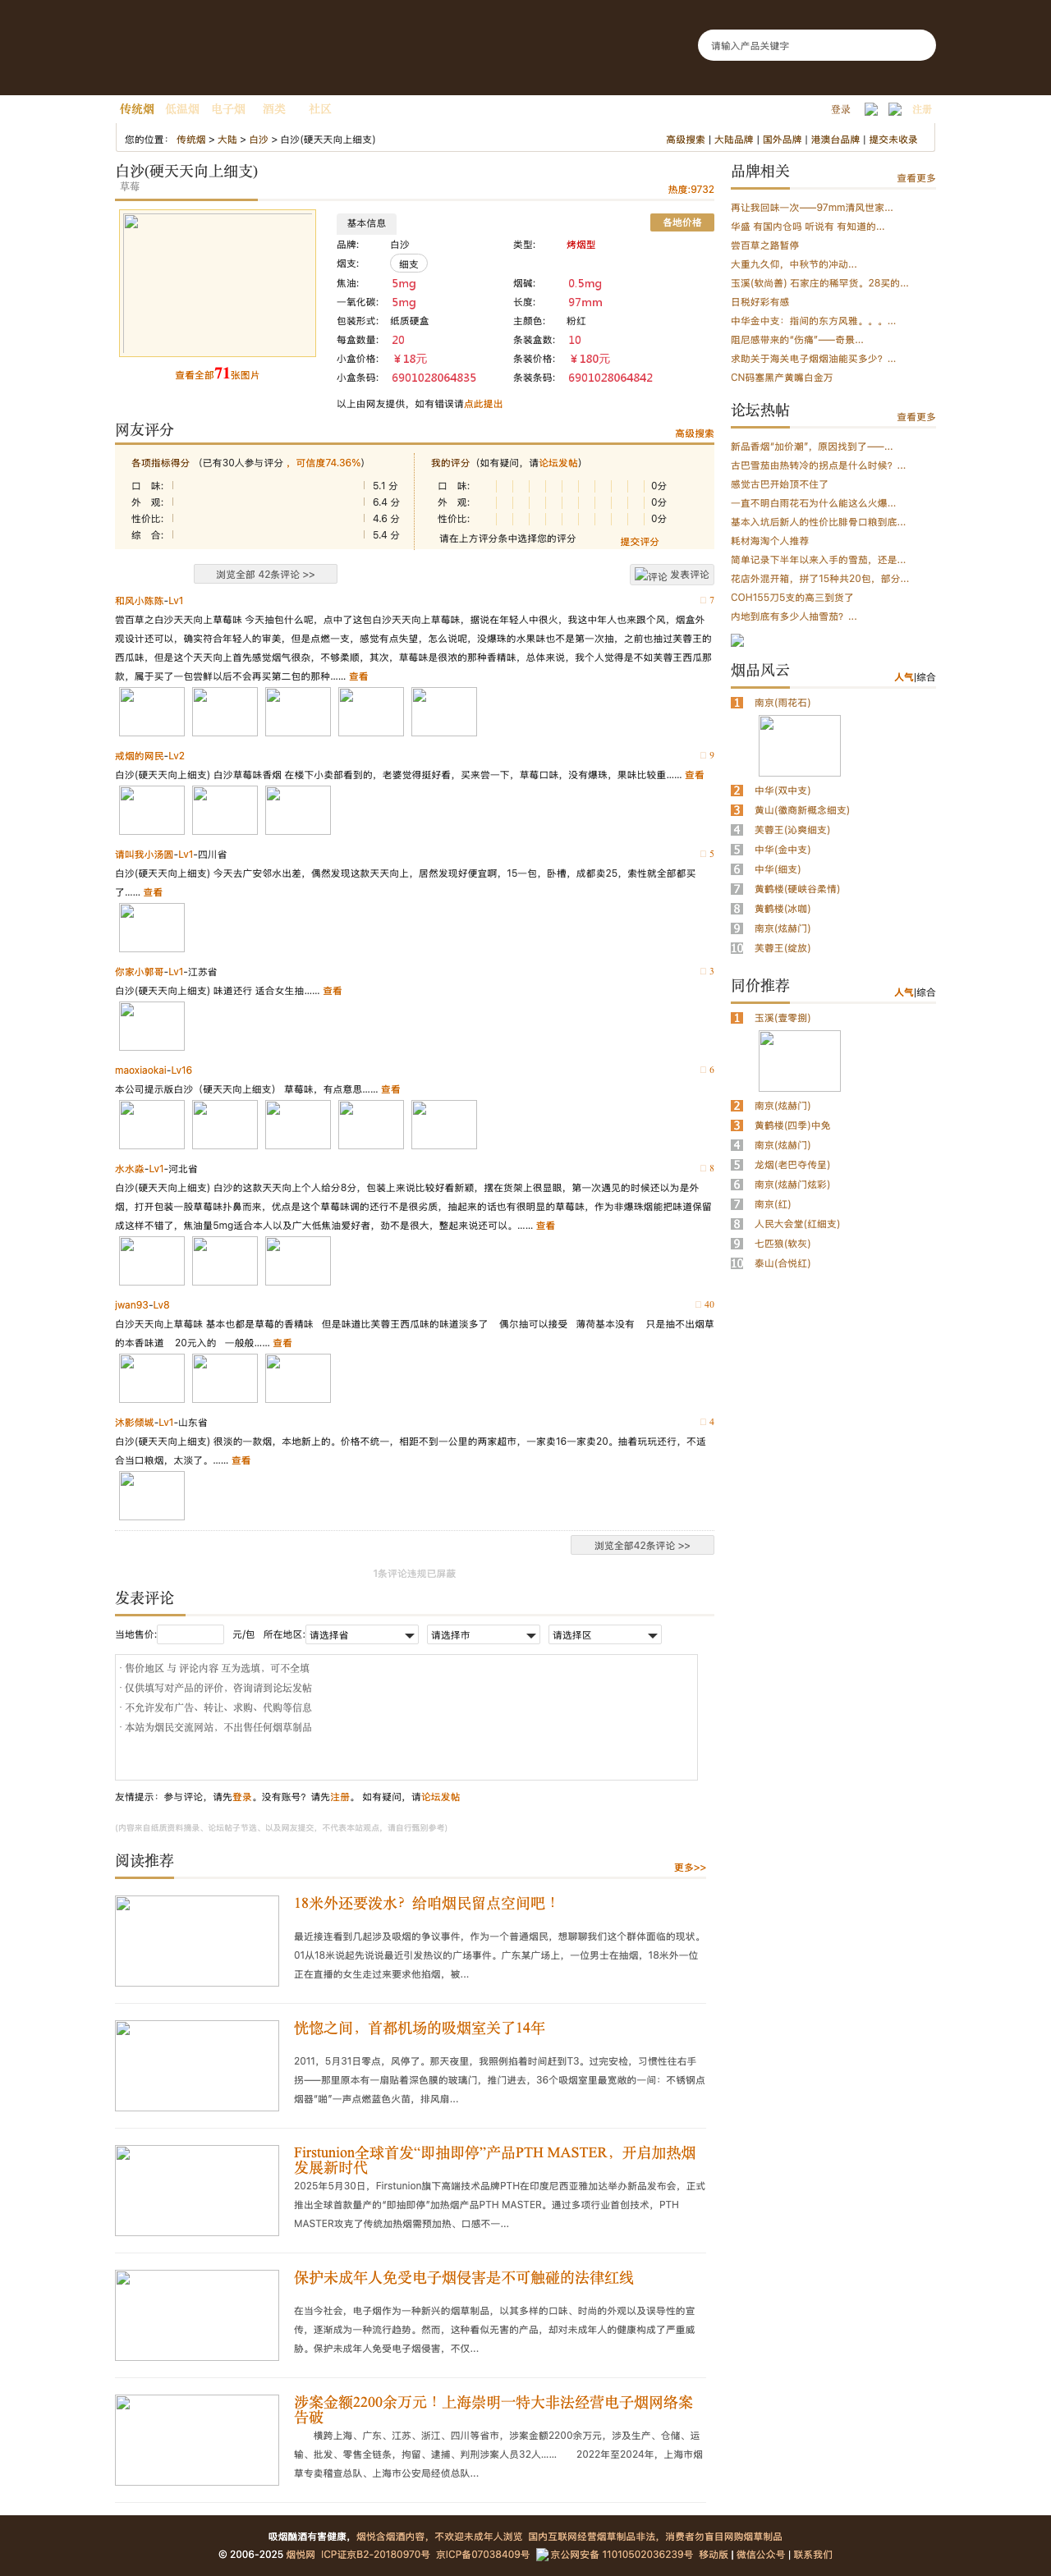 请输入产品关键字
传统烟 低温烟 电子烟 酒类 社区
登录 注册
您的位置： 传统烟 > 大陆 > 白沙 > 白沙(硬天天向上细支)
高级搜索 | 大陆品牌 | 国外品牌 | 港澳台品牌 | 提交未收录
白沙(硬天天向上细支)
草莓
热度:9732
查看全部71张图片
基本信息
各地价格
品牌: 白沙 类型: 烤烟型
烟支: 细支
焦油: 5mg 烟碱: 0.5mg
一氧化碳: 5mg 长度: 97mm
包装形式: 纸质硬盒 主颜色: 粉红
每盒数量: 20 条装盒数: 10
小盒价格: ￥18元 条装价格: ￥180元
小盒条码: 6901028064835 条装条码: 6901028064842
以上由网友提供，如有错误请点此提出
网友评分
高级搜索
各项指标得分 （已有30人参与评分 ，可信度74.36%)
口 味: 5.1 分
外 观: 6.4 分
性价比: 4.6 分
综 合: 5.4 分
我的评分（如有疑问，请论坛发帖）
口 味: 0分
外 观: 0分
性价比: 0分
请在上方评分条中选择您的评分
提交评分
浏览全部 42条评论 >>
评论 发表评论
和风小陈陈-Lv1
7
尝百草之白沙天天向上草莓味 今天抽包什么呢，点中了这包白沙天天向上草莓味，据说在年轻人中很火，我这中年人也来跟个风，烟盒外
观设计还可以，确实符合年轻人的审美，但是点燃一支，感觉有点失望，怎么说呢，没爆珠的水果味也不是第一次抽，之前也抽过芙蓉王的
西瓜味，但是这个天天向上首先感觉烟气很杂，不够柔顺，其次，草莓味是很浓的那种香精味，总体来说，我个人觉得是不如芙蓉王西瓜那
款，属于买了一包尝鲜以后不会再买第二包的那种...... 查看
戒烟的网民-Lv2
9
白沙(硬天天向上细支) 白沙草莓味香烟 在楼下小卖部看到的，老婆觉得挺好看，买来尝一下，草莓口味，没有爆珠，果味比较重...... 查看
请叫我小汤圆-Lv1-四川省
5
白沙(硬天天向上细支) 今天去广安邻水出差，偶然发现这款天天向上，居然发现好便宜啊，15一包，卧槽，成都卖25，索性就全部都买
了...... 查看
你家小郭哥-Lv1-江苏省
3
白沙(硬天天向上细支) 味道还行 适合女生抽...... 查看
maoxiaokai-Lv16
6
本公司提示版白沙（硬天天向上细支） 草莓味，有点意思...... 查看
水水淼-Lv1-河北省
8
白沙(硬天天向上细支) 白沙的这款天天向上个人给分8分，包装上来说比较好看新颖，摆在货架上很显眼，第一次遇见的时候还以为是外
烟，打开包装一股草莓味扑鼻而来，优点是这个草莓味调的还行不是很劣质，抽起来的话也有很明显的草莓味，作为非爆珠烟能把味道保留
成这样不错了，焦油量5mg适合本人以及广大低焦油爱好者，劲不是很大，整起来说还可以。...... 查看
jwan93-Lv8
40
白沙天天向上草莓味 基本也都是草莓的香精味 但是味道比芙蓉王西瓜味的味道淡多了 偶尔抽可以接受 薄荷基本没有 只是抽不出烟草
的本香味道 20元入的 一般般...... 查看
沐影倾城-Lv1-山东省
4
白沙(硬天天向上细支) 很淡的一款烟，本地新上的。价格不统一，相距不到一公里的两家超市，一家卖16一家卖20。抽着玩玩还行，不适
合当口粮烟，太淡了。...... 查看
浏览全部42条评论 >>
1条评论违规已屏蔽
发表评论
当地售价: 元/包 所在地区: 请选择省 请选择市 请选择区
· 售价地区 与 评论内容 互为选填，可不全填
· 仅供填写对产品的评价，咨询请到论坛发帖
· 不允许发布广告、转让、求购、代购等信息
· 本站为烟民交流网站，不出售任何烟草制品
友情提示：参与评论，请先登录。没有账号？请先注册。 如有疑问，请论坛发帖
(内容来自纸质资料摘录、论坛帖子节选、以及网友提交，不代表本站观点，请自行甄别参考)
阅读推荐
更多>>
18米外还要泼水？给咱烟民留点空间吧！
最近接连看到几起涉及吸烟的争议事件，作为一个普通烟民，想聊聊我们这个群体面临的现状。
01从18米说起先说说最近引发热议的广场事件。广东某广场上，一位男士在抽烟，18米外一位
正在直播的女生走过来要求他掐烟，被...
恍惚之间，首都机场的吸烟室关了14年
2011，5月31日零点，风停了。那天夜里，我照例掐着时间赶到T3。过完安检，习惯性往右手
拐——那里原本有一扇贴着深色膜的玻璃门，推门进去，36个吸烟室里最宽敞的一间：不锈钢点
烟器“啪”一声点燃蓝色火苗，排风扇...
Firstunion全球首发“即抽即停”产品PTH MASTER，开启加热烟
发展新时代
2025年5月30日，Firstunion旗下高端技术品牌PTH在印度尼西亚雅加达举办新品发布会，正式
推出全球首款量产的“即抽即停”加热烟产品PTH MASTER。通过多项行业首创技术，PTH
MASTER攻克了传统加热烟需预加热、口感不一...
保护未成年人免受电子烟侵害是不可触碰的法律红线
在当今社会，电子烟作为一种新兴的烟草制品，以其多样的口味、时尚的外观以及误导性的宣
传，逐渐成为一种流行趋势。然而，这种看似无害的产品，却对未成年人的健康构成了严重威
胁。保护未成年人免受电子烟侵害，不仅...
涉案金额2200余万元！上海崇明一特大非法经营电子烟网络案
告破
横跨上海、广东、江苏、浙江、四川等省市，涉案金额2200余万元，涉及生产、仓储、运
输、批发、零售全链条，拘留、逮捕、判刑涉案人员32人...... 2022年至2024年，上海市烟
草专卖稽查总队、上海市公安局经侦总队...
品牌相关
查看更多
再让我回味一次——97mm清风世家...
华盛 有国内仓吗 听说有 有知道的...
尝百草之路暂停
大重九久仰，中秋节的冲动...
玉溪(软尚善) 石家庄的稀罕货。28买的...
日税好彩有感
中华金中支：指间的东方风雅。。。...
阻尼感带来的“伤痛”——奇景...
求助关于海关电子烟烟油能买多少？...
CN码塞黑产黄嘴白金万
论坛热帖
查看更多
新品香烟“加价潮”，原因找到了——...
古巴雪茄由热转冷的拐点是什么时候？...
感觉古巴开始顶不住了
一直不明白雨花石为什么能这么火爆...
基本入坑后新人的性价比腓骨口粮到底...
耗材海淘个人推荐
简单记录下半年以来入手的雪茄，还是...
花店外混开箱，拼了15种共20包，部分...
COH155刀5支的高三到货了
内地到底有多少人抽雪茄？...
烟品风云
人气|综合
1 南京(雨花石)
2 中华(双中支)
3 黄山(徽商新概念细支)
4 芙蓉王(沁爽细支)
5 中华(金中支)
6 中华(细支)
7 黄鹤楼(硬峡谷柔情)
8 黄鹤楼(冰咖)
9 南京(炫赫门)
10 芙蓉王(绽放)
同价推荐
人气|综合
1 玉溪(壹零捌)
2 南京(炫赫门)
3 黄鹤楼(四季)中免
4 南京(炫赫门)
5 龙烟(老巴夺传呈)
6 南京(炫赫门炫彩)
7 南京(红)
8 人民大会堂(红细支)
9 七匹狼(软灰)
10 泰山(合悦红)
吸烟酗酒有害健康，烟悦含烟酒内容，不欢迎未成年人浏览 国内互联网经营烟草制品非法，消费者勿盲目网购烟草制品
© 2006-2025 烟悦网 ICP证京B2-20180970号 京ICP备07038409号 京公网安备 11010502036239号 移动版 | 微信公众号 | 联系我们